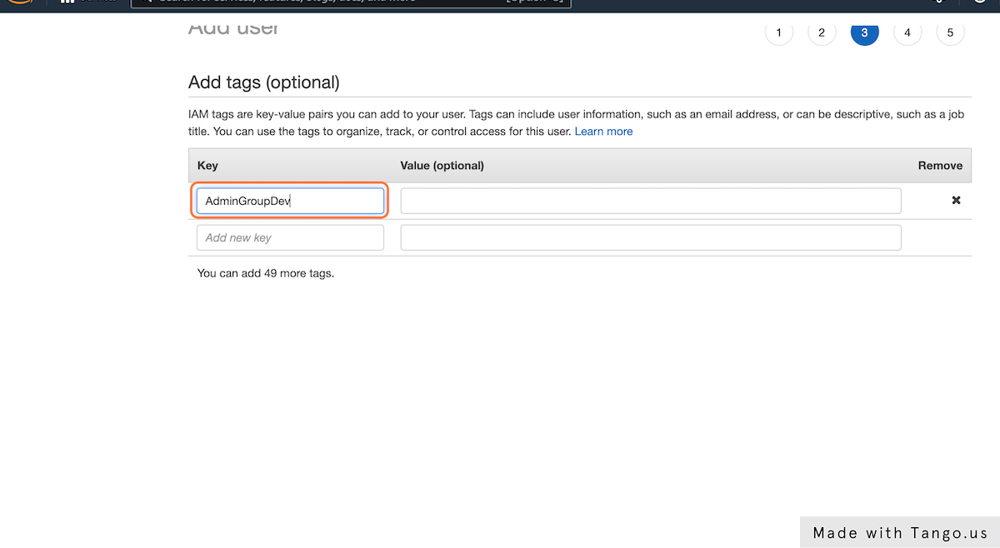 Add user
1 2 3 4 5
Add tags (optional)
IAM tags are key-value pairs you can add to your user. Tags can include user information, such as an email address, or can be descriptive, such as a job
title. You can use the tags to organize, track, or control access for this user. Learn more
Key Value (optional) Remove
AdminGroupDev
Add new key
You can add 49 more tags.
Made with Tango.us